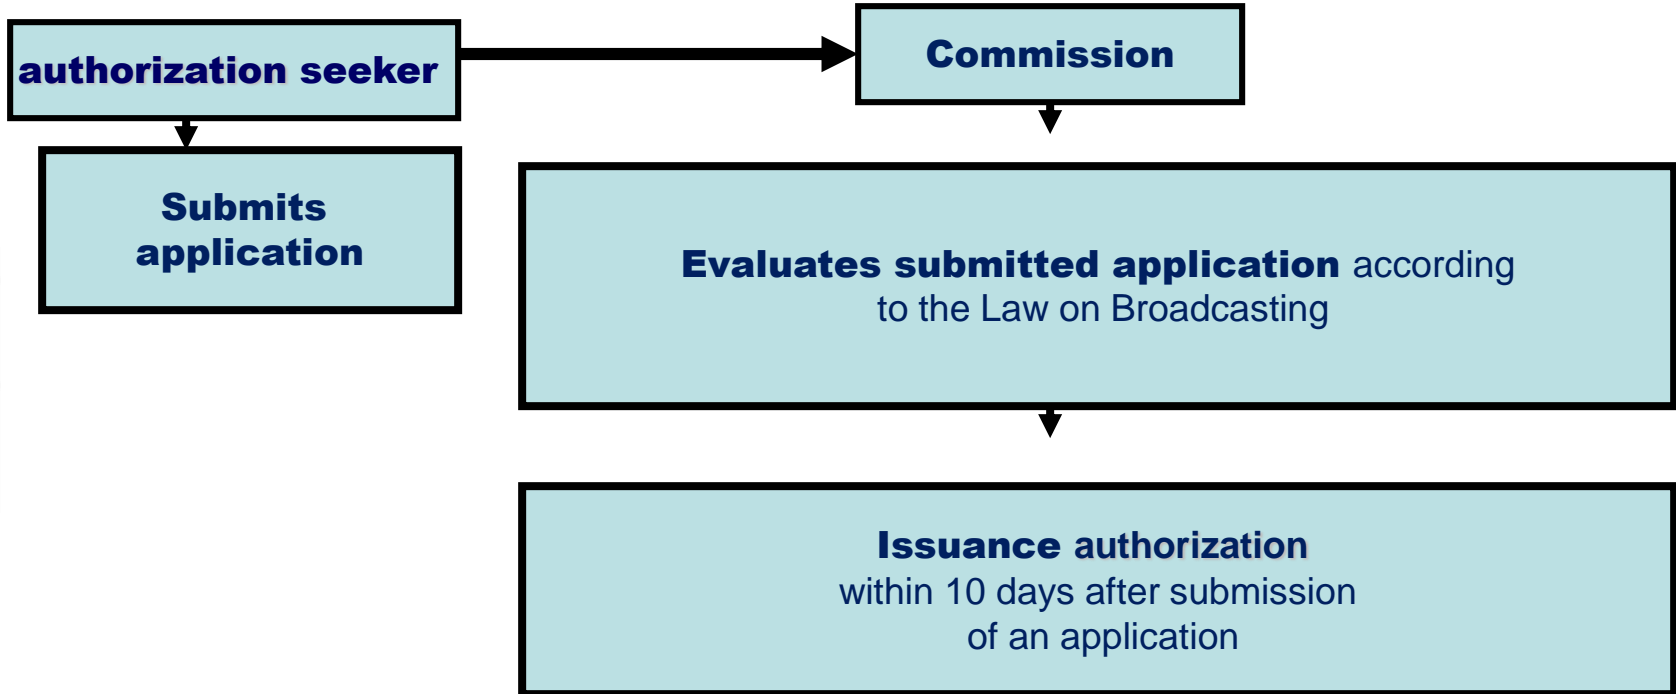 authorization seeker
Commission
Submits
application
Evaluates submitted application according
to the Law on Broadcasting
Issuance authorization
within 10 days after submission
of an application